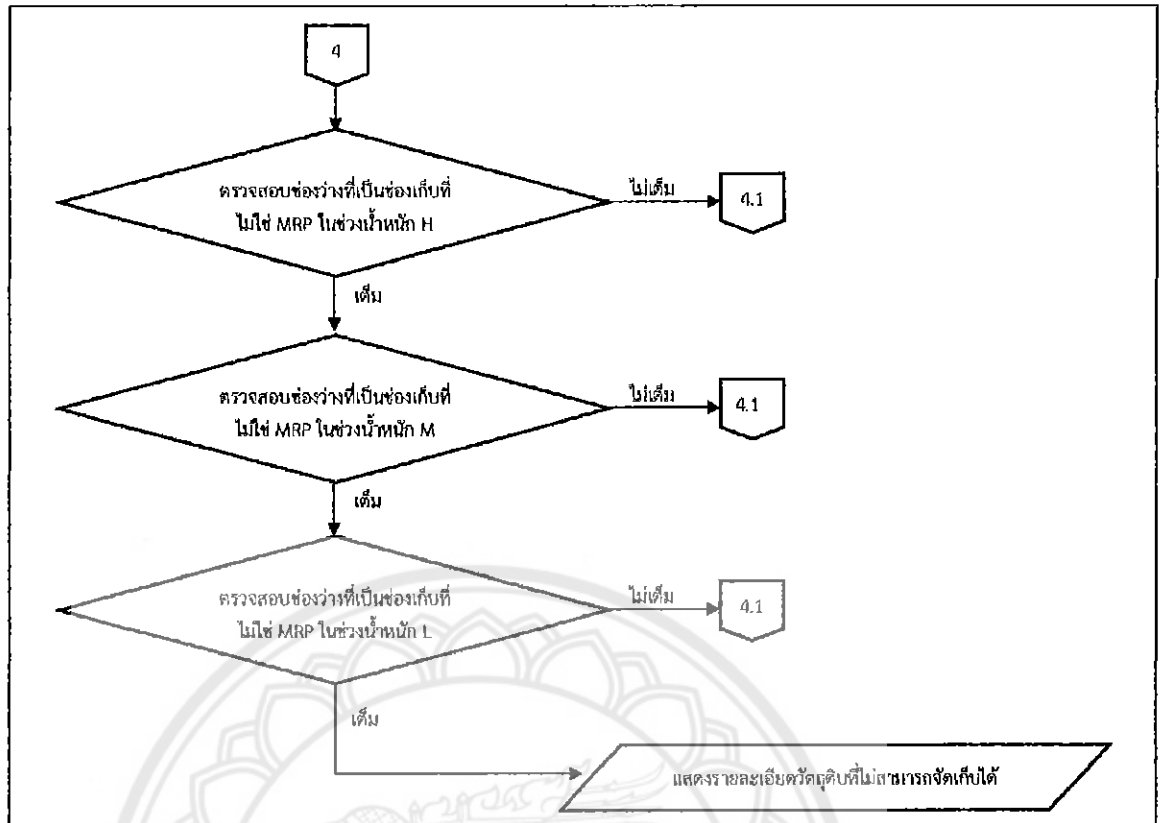 4
ตรวจสอบช่องว่างที่เป็นช่องเก็บที่
ไม่ใช่ MRP ในช่วงน้ำหนัก H
ไม่เต็ม
4.1
เต็ม
ตรวจสอบช่องว่างที่เป็นช่องเก็บที่
ไม่ใช่ MRP ในช่วงน้ำหนัก M
ไม่เต็ม
4.1
เต็ม
ตรวจสอบช่องว่างที่เป็นช่องเก็บที่
ไม่ใช่ MRP ในช่วงน้ำหนัก L
ไม่เต็ม
4.1
เต็ม
แสดงรายละเอียดวัตถุดิบที่ไม่สามารถจัดเก็บได้